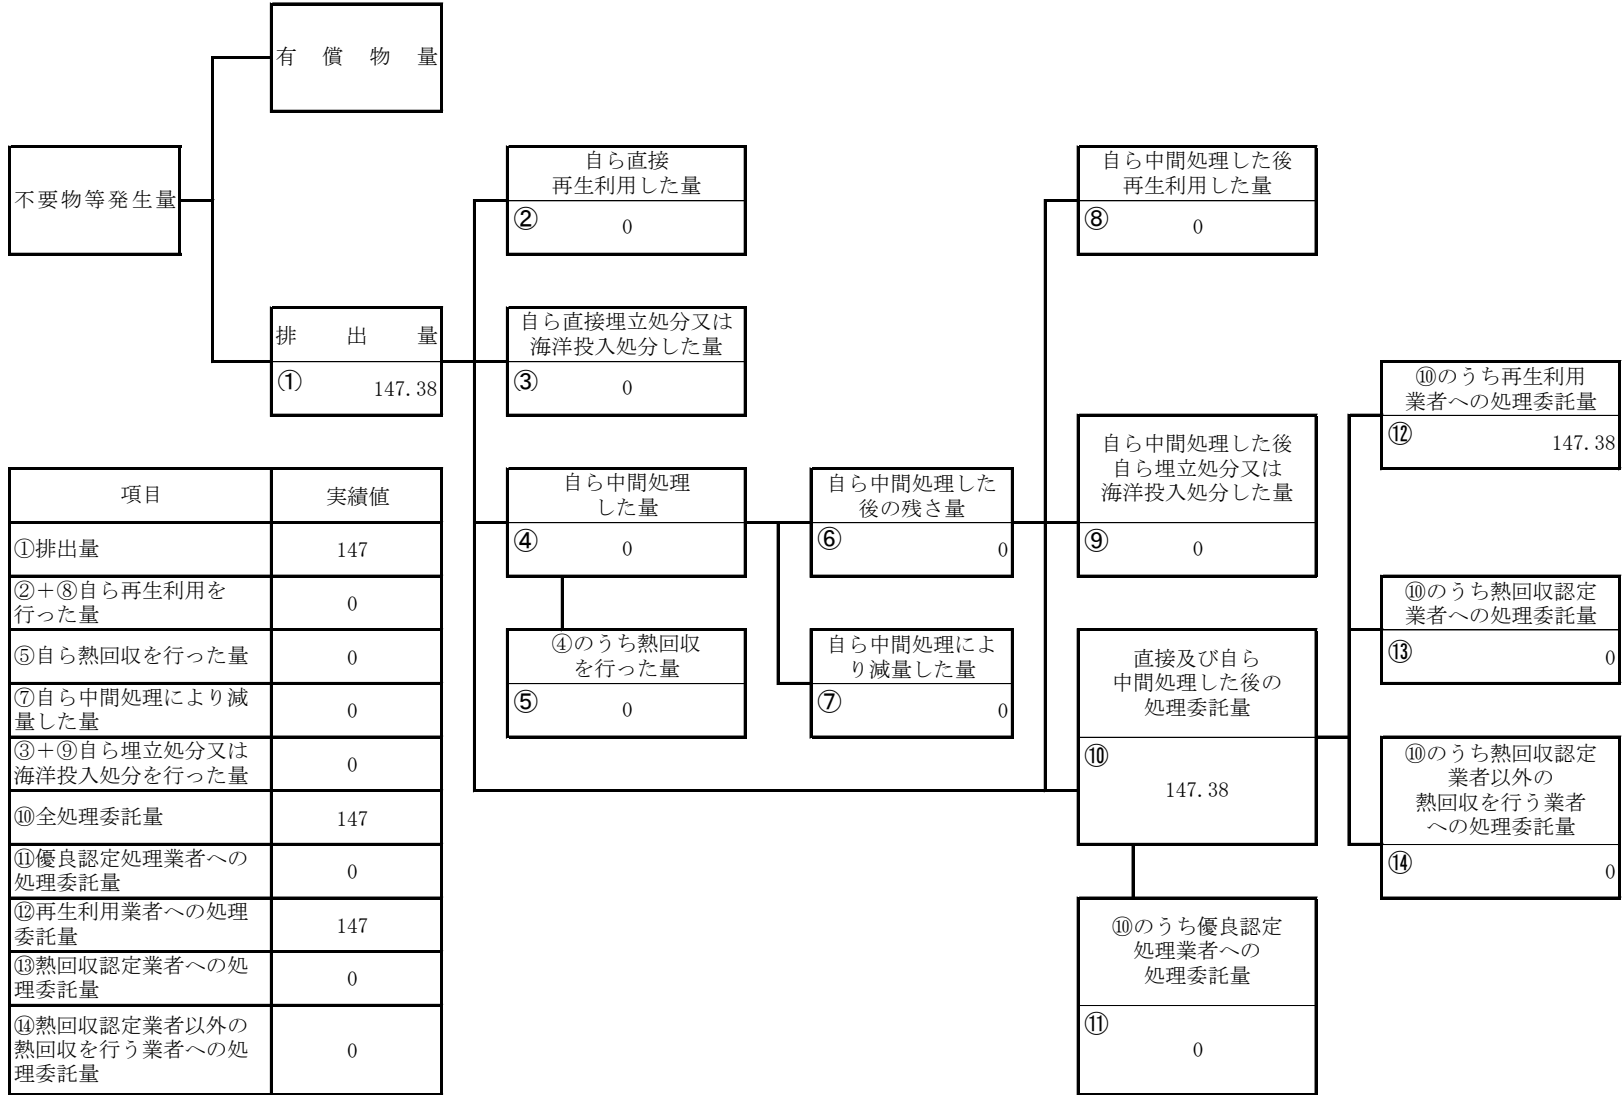 有償物量
不要物等発生量
排出量
① 147.38
自ら直接
再生利用した量
② 0
自ら直接埋立処分又は
海洋投入処分した量
③ 0
自ら中間処理
した量
④ 0
④のうち熱回収
を行った量
⑤ 0
自ら中間処理した
後の残さ量
⑥ 0
自ら中間処理によ
り減量した量
⑦ 0
自ら中間処理した後
再生利用した量
⑧ 0
自ら中間処理した後
自ら埋立処分又は
海洋投入処分した量
⑨ 0
直接及び自ら
中間処理した後の
処理委託量
⑩
147.38
⑩のうち優良認定
処理業者への
処理委託量
⑪
0
⑩のうち再生利用
業者への処理委託量
⑫ 147.38
⑩のうち熱回収認定
業者への処理委託量
⑬ 0
⑩のうち熱回収認定
業者以外の
熱回収を行う業者
への処理委託量
⑭ 0
項目 実績値
①排出量 147
②＋⑧自ら再生利用を
行った量 0
⑤自ら熱回収を行った量 0
⑦自ら中間処理により減
量した量 0
③＋⑨自ら埋立処分又は
海洋投入処分を行った量 0
⑩全処理委託量 147
⑪優良認定処理業者への
処理委託量 0
⑫再生利用業者への処理
委託量 147
⑬熱回収認定業者への処
理委託量 0
⑭熱回収認定業者以外の
熱回収を行う業者への処 0
理委託量